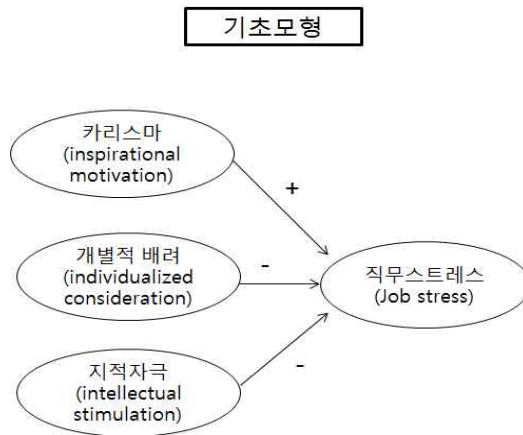 기초모형
카리스마
(inspirational
motivation)
+
개별적 배려
(individualized
consideration)
-
직무스트레스
(Job stress)
지적자극
(intellectual
stimulation)
-